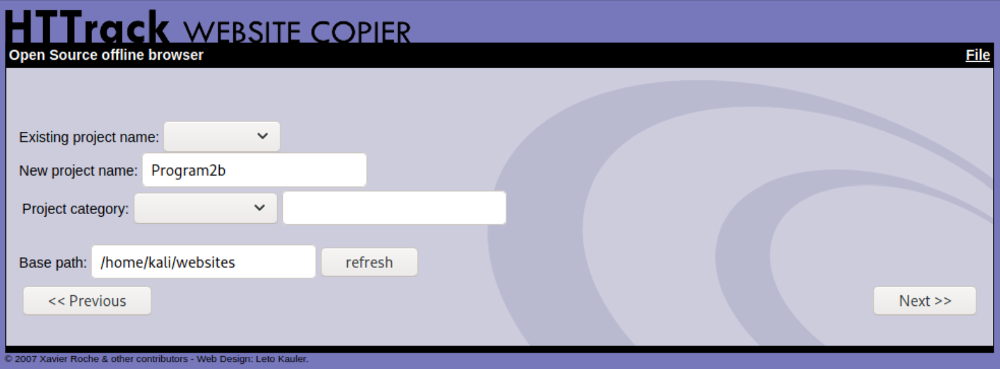 HTTrack WEBSITE COPIER
Open Source offline browser File
Existing project name:
New project name: Program2b
Project category:
Base path: /home/kali/websites refresh
<< Previous Next >>
© 2007 Xavier Roche & other contributors - Web Design: Leto Kauler.